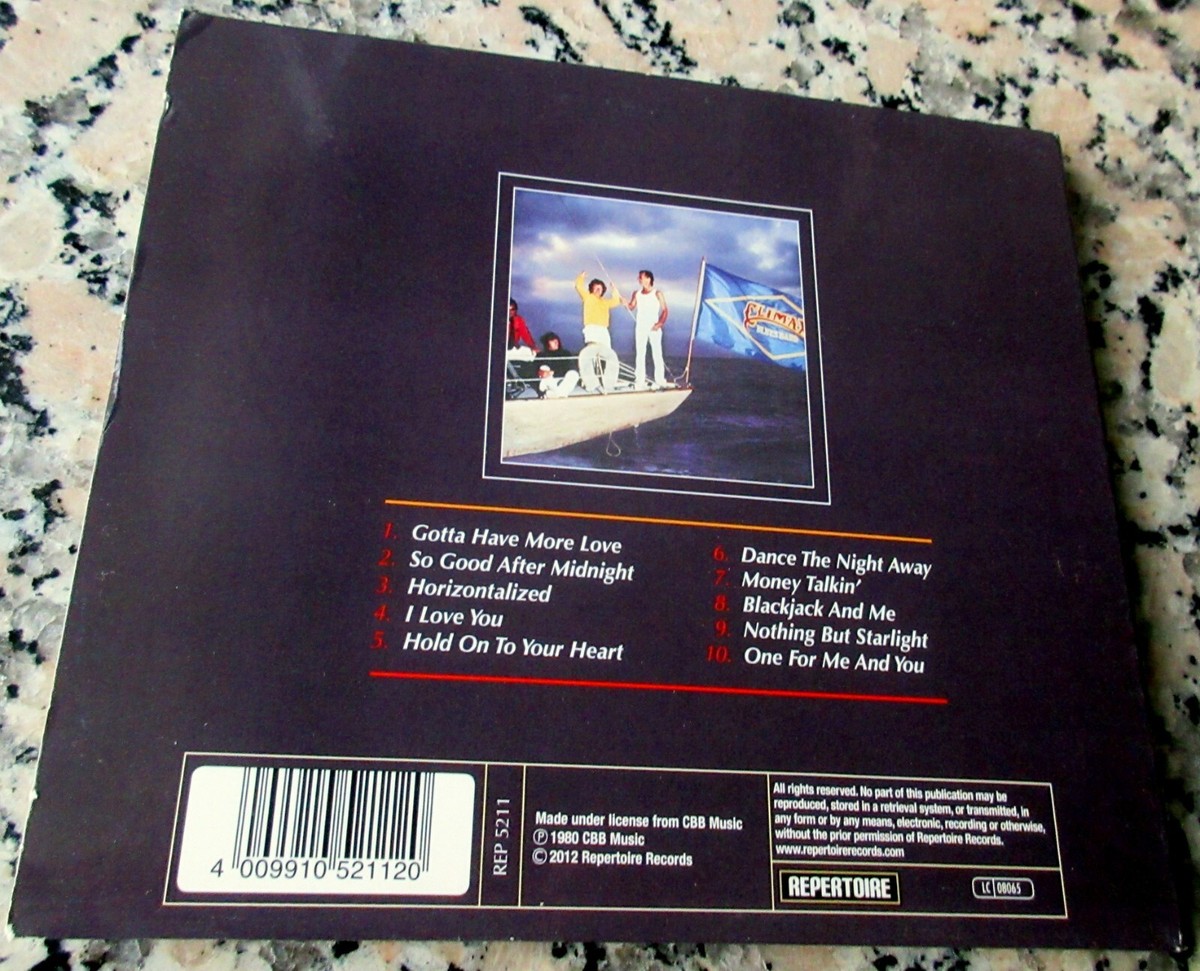 CLIMAX
1. Gotta Have More Love
2. So Good After Midnight
3. Horizontalized
4. I Love You
5. Hold On To Your Heart
6. Dance The Night Away
7. Money Talkin'
8. Blackjack And Me
9. Nothing But Starlight
10. One For Me And You
4 009910 521120
REP 5211
Made under license from CBB Music
℗ 1980 CBB Music
© 2012 Repertoire Records
All rights reserved. No part of this publication may be
reproduced, stored in a retrieval system, or transmitted, in
any form or by any means, electronic, recording or otherwise,
without the prior permission of Repertoire Records.
www.repertoirerecords.com
REPERTOIRE
LC 08065